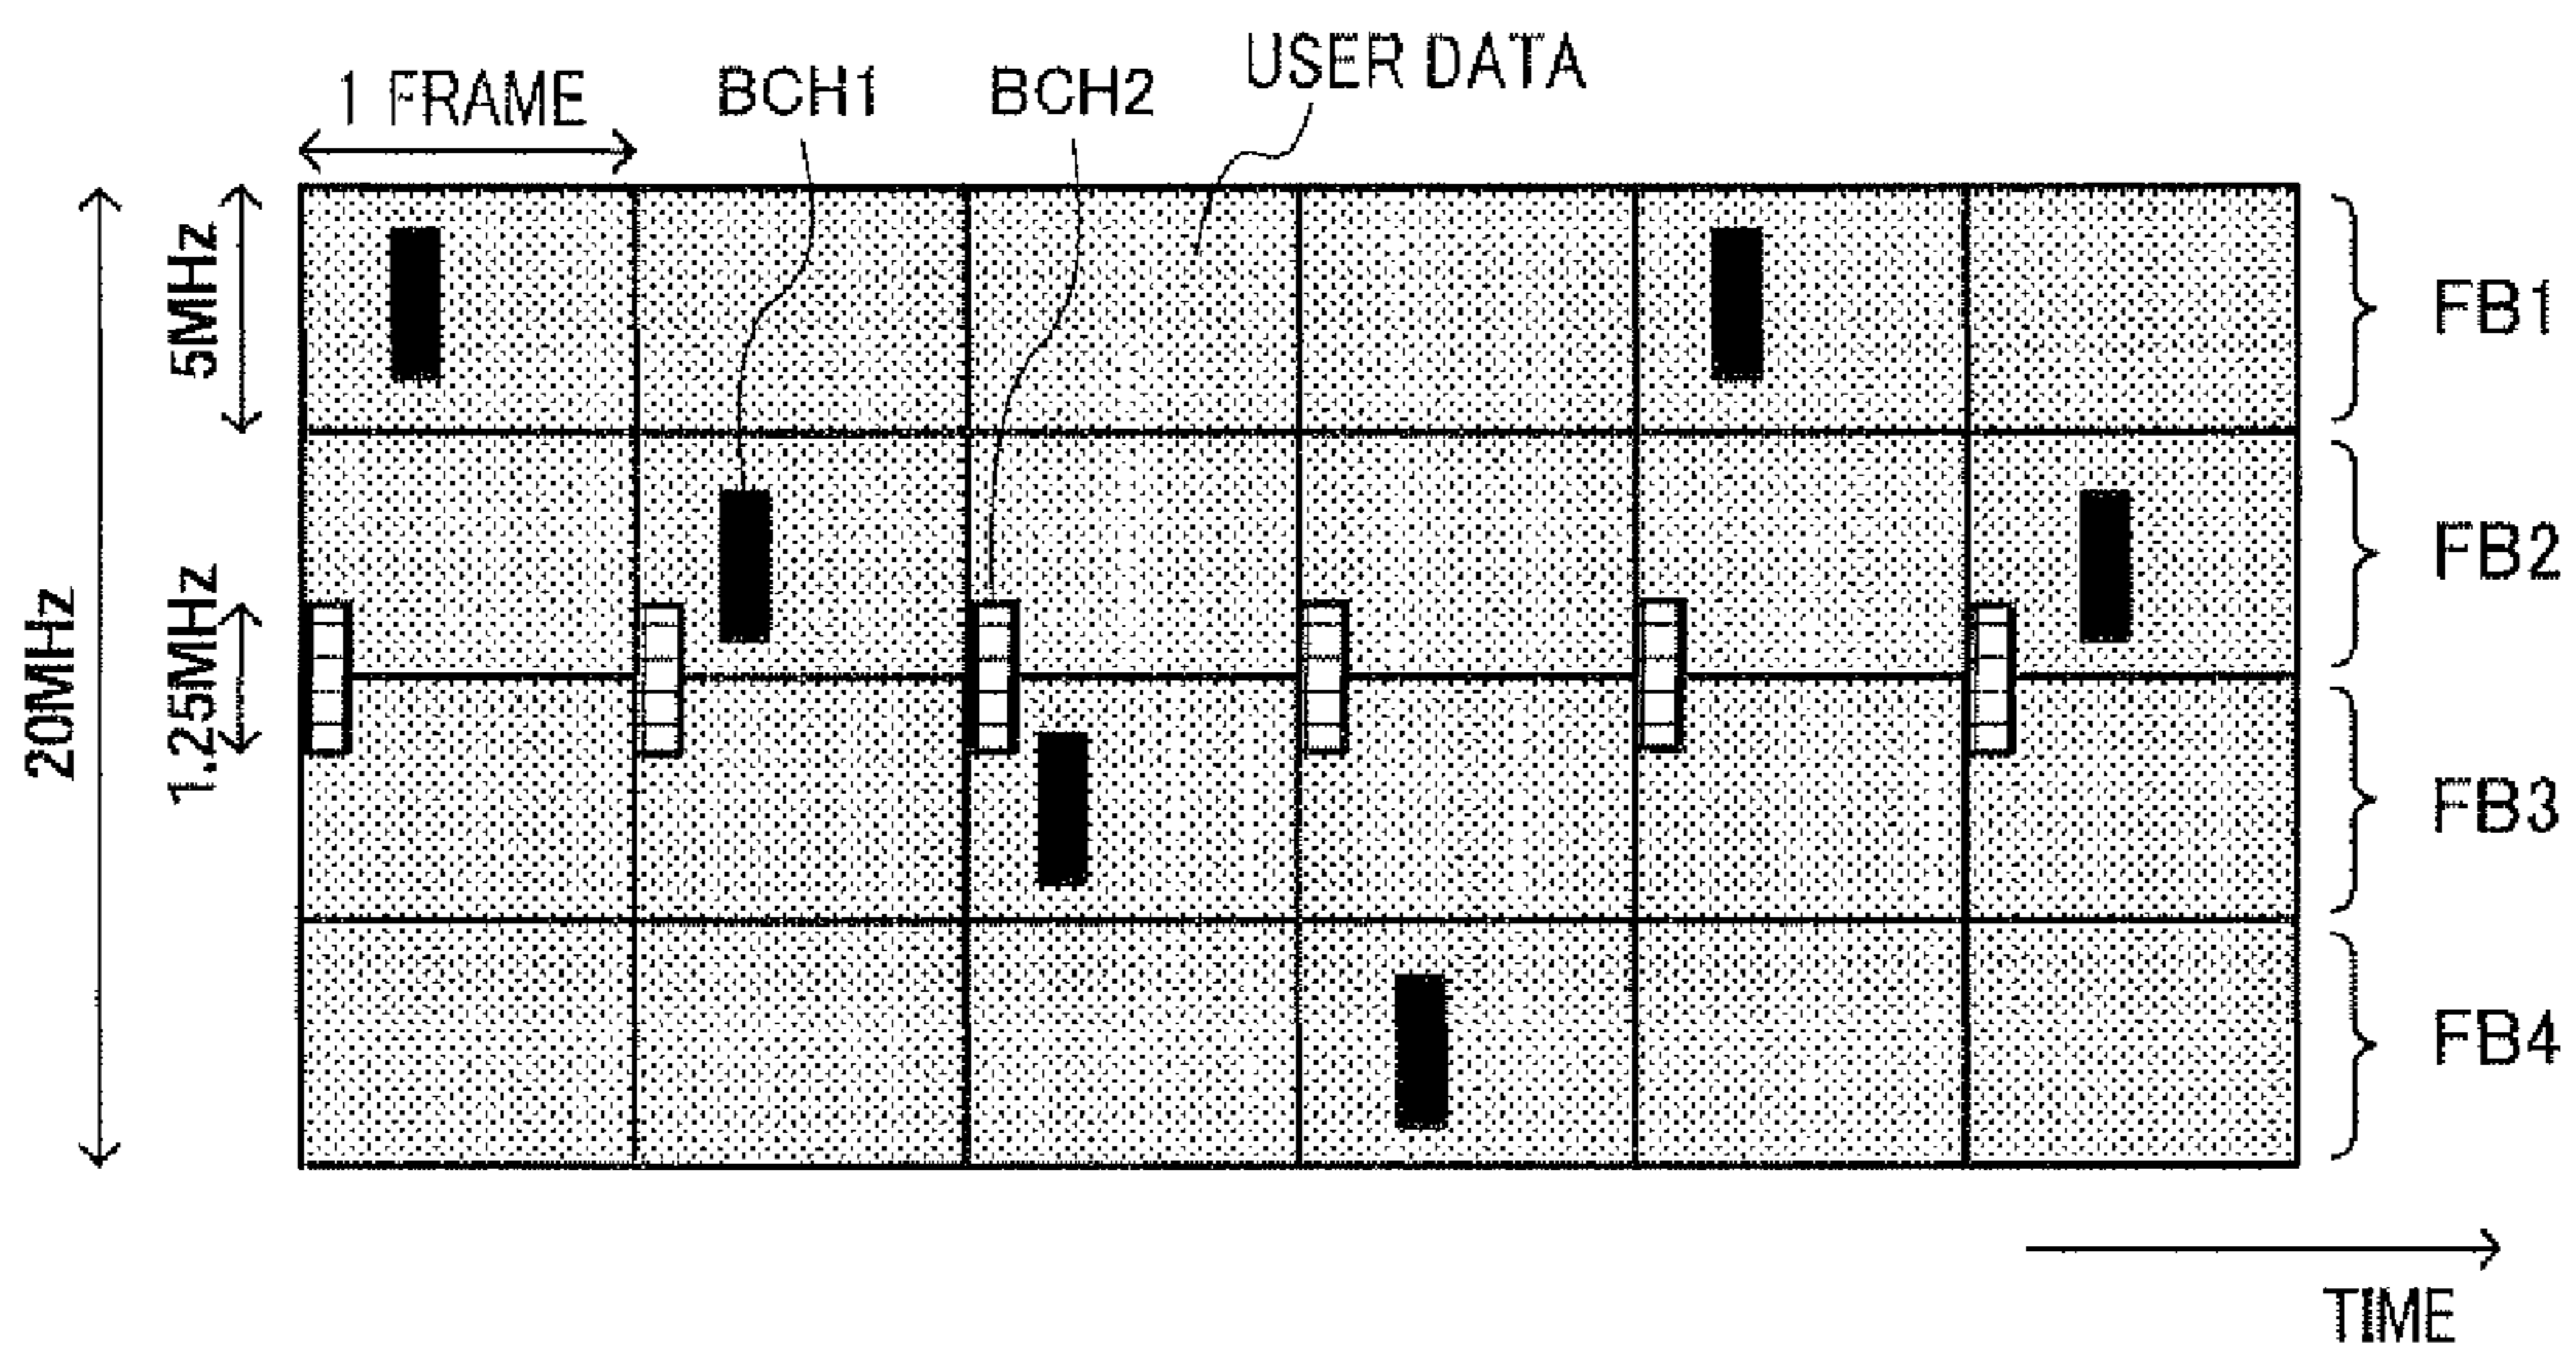 USER DATA
1 FRAME
BCH1
BCH2
5MHz
FB1
FB2
1.25MHz
20MHz
FB3
FB4
TIME